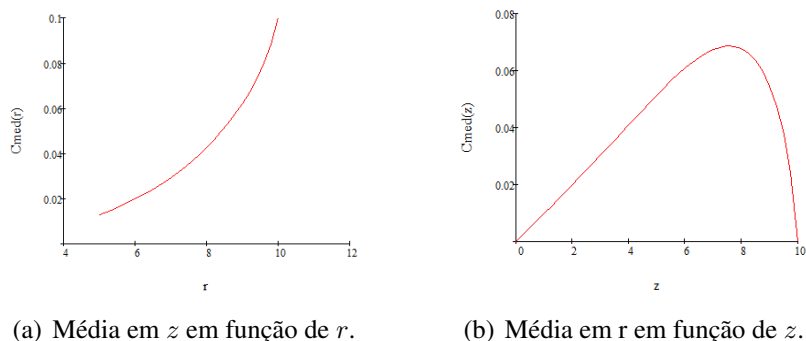 0.1
0.08
0.06
0.04
0.02
Cmed(r)
4 6 8 10 12
r
0.08
0.06
0.04
0.02
Cmed(z)
0 2 4 6 8 10
z
(a) Média em z em função de r.
(b) Média em r em função de z.